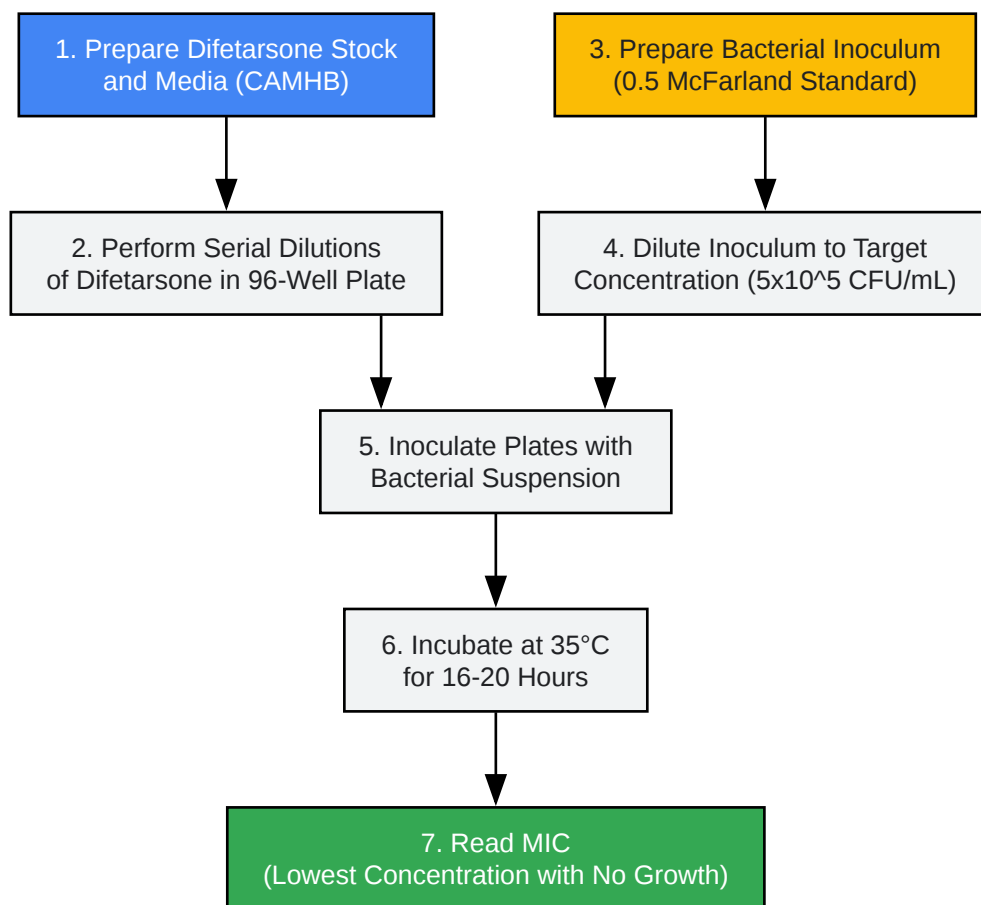 1. Prepare Difetarsone Stock
and Media (CAMHB)
3. Prepare Bacterial Inoculum
(0.5 McFarland Standard)
2. Perform Serial Dilutions
of Difetarsone in 96-Well Plate
4. Dilute Inoculum to Target
Concentration (5x10^5 CFU/mL)
5. Inoculate Plates with
Bacterial Suspension
6. Incubate at 35°C
for 16-20 Hours
7. Read MIC
(Lowest Concentration with No Growth)